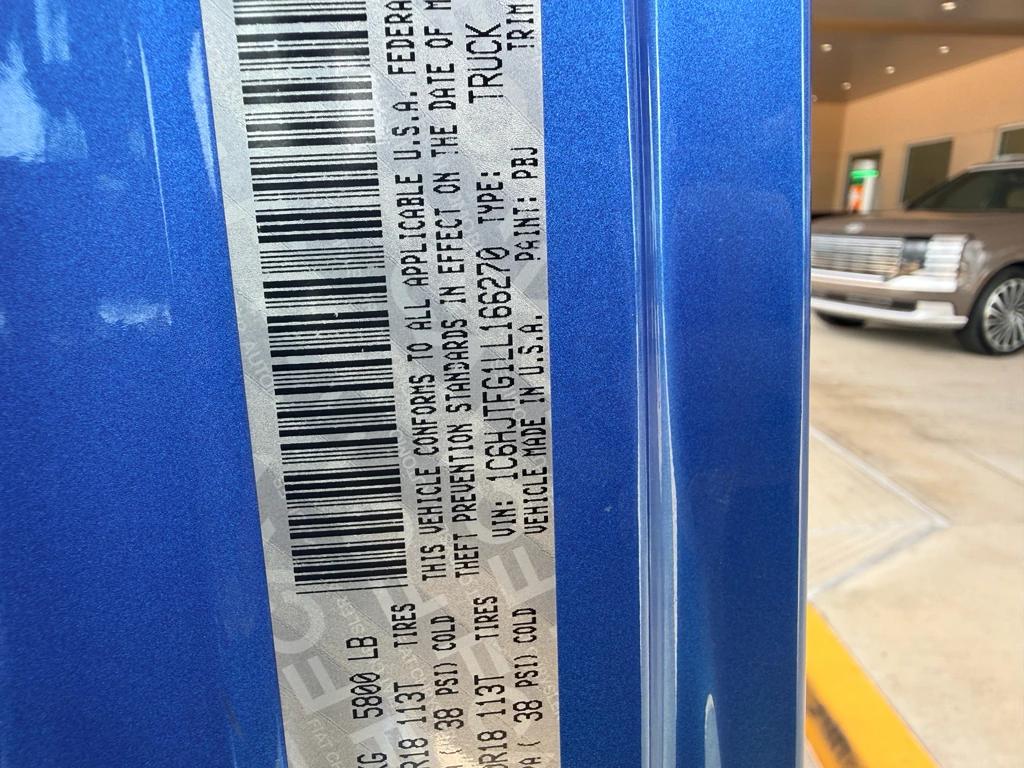 THIS VEHICLE CONFORMS TO ALL APPLICABLE U.S.A. FEDERA
THEFT PREVENTION STANDARDS IN EFFECT ON THE DATE OF M
VIN: 1C6HJTFG1LL166270 TYPE: TRUCK
VEHICLE MADE IN U.S.A. PAINT: PBJ TRIM
KG 5800 LB
R18 113T TIRES
38 PSI) COLD
R18 113T TIRES
PA ( 38 PSI) COLD